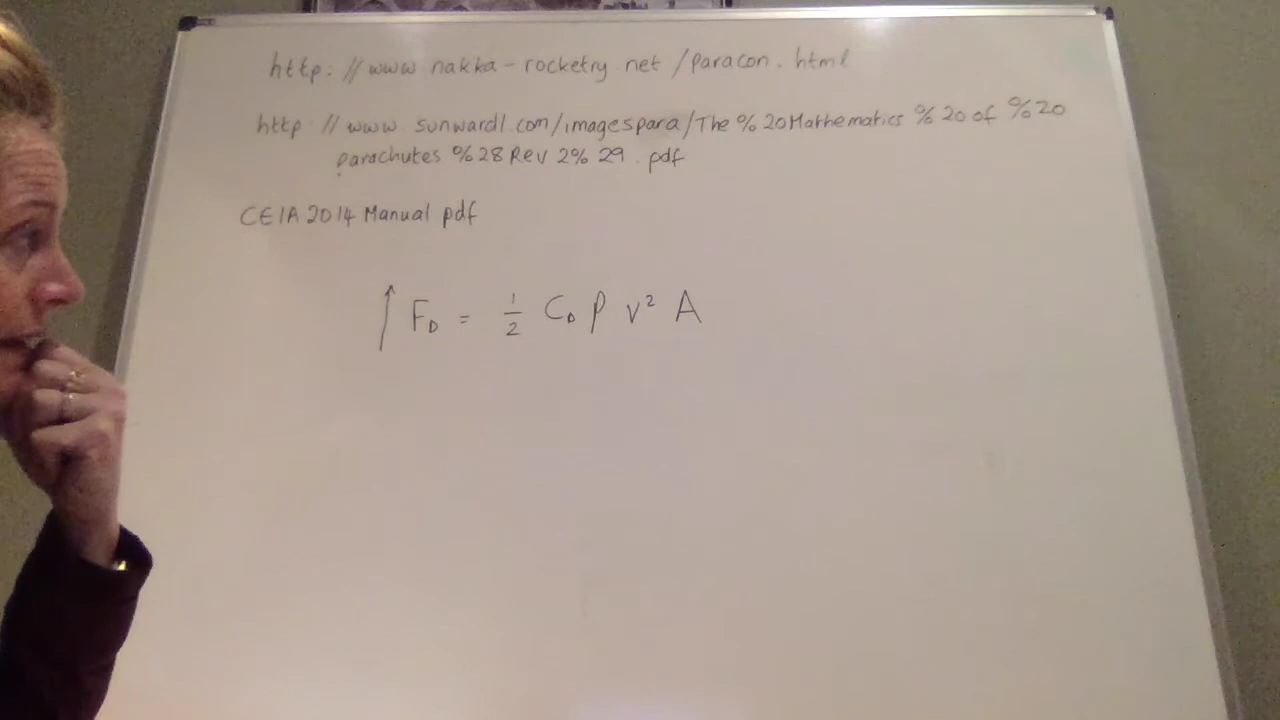 http://www nakka-rocketry net/paracon.html
http //www sunward1.com/imagespara/The%20Mathematics%20of%20
parachutes%28Rev2%29.pdf
CEIA 2014 Manual pdf
↑ F_D = 1/2 C_D ρ v² A